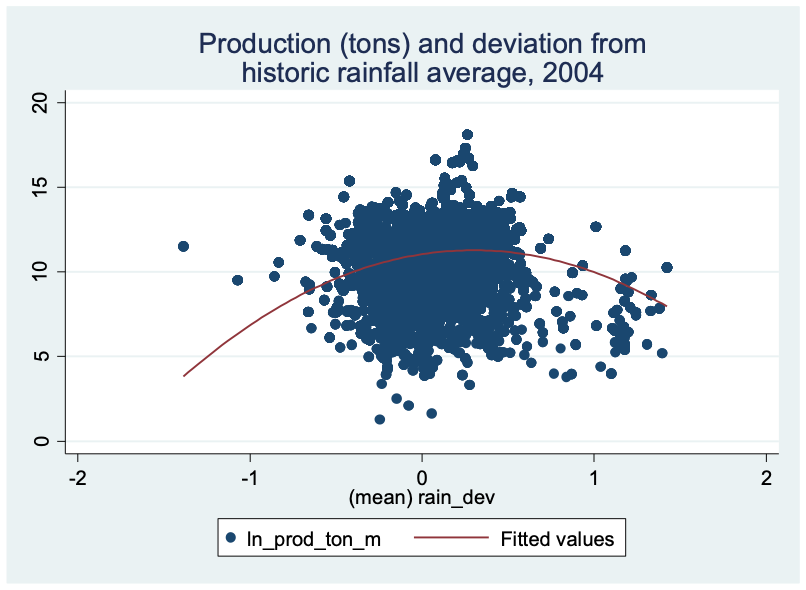 Production (tons) and deviation from
historic rainfall average, 2004
20
15
10
5
0
-2 -1 0 1 2
(mean) rain_dev
ln_prod_ton_m Fitted values